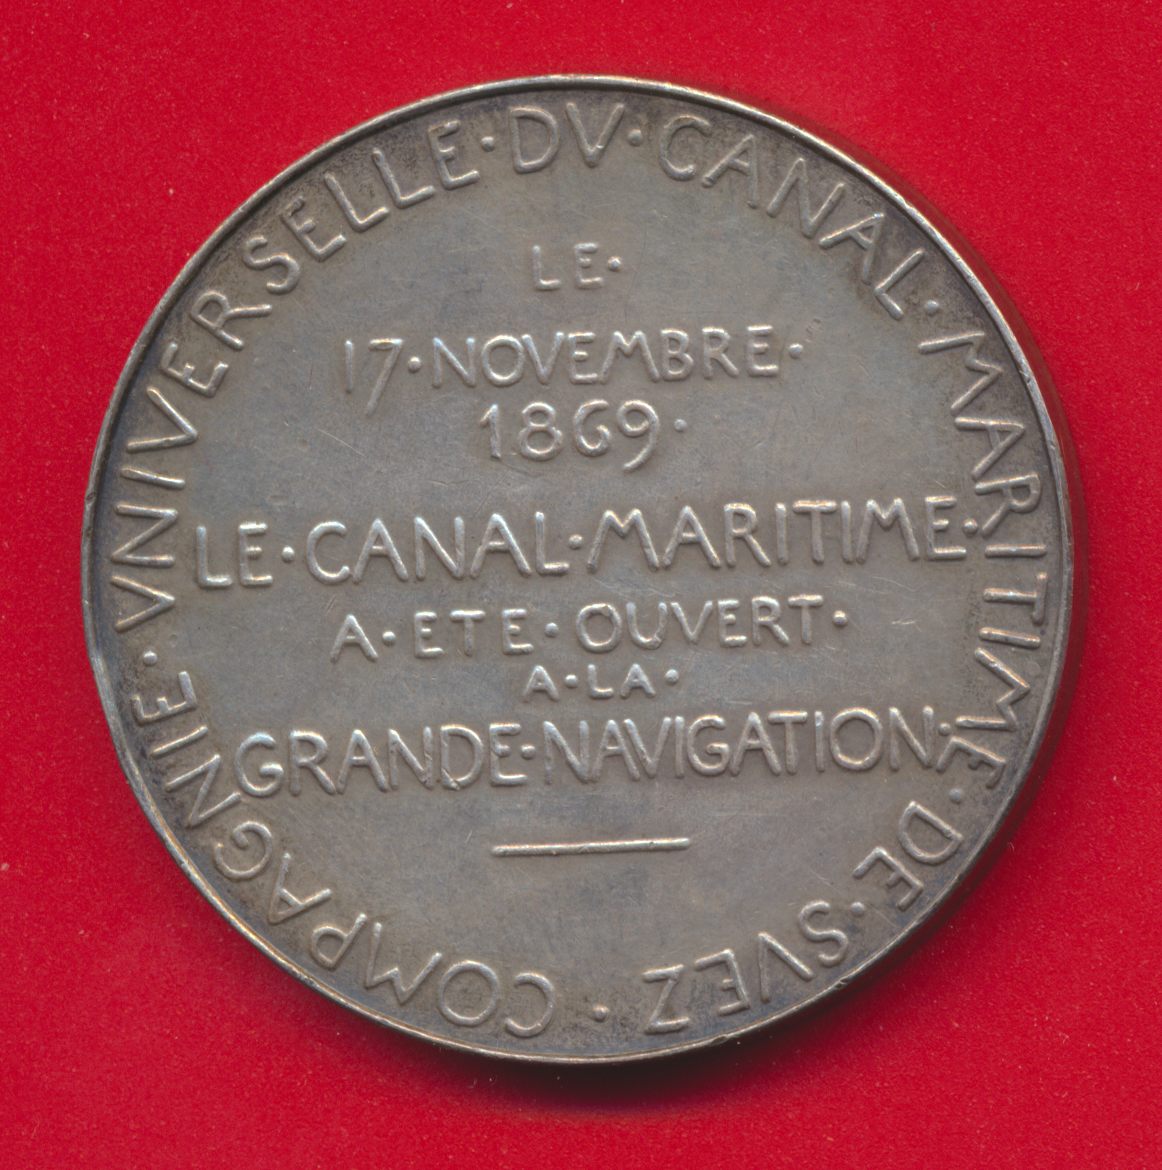 COMPAGNIE · VNIVERSELLE · DV · CANAL · MARITIME · DE · SVEZ ·
LE ·
17 · NOVEMBRE ·
1869 ·
LE · CANAL · MARITIME ·
A · ETE · OUVERT ·
A · LA ·
GRANDE · NAVIGATION ·